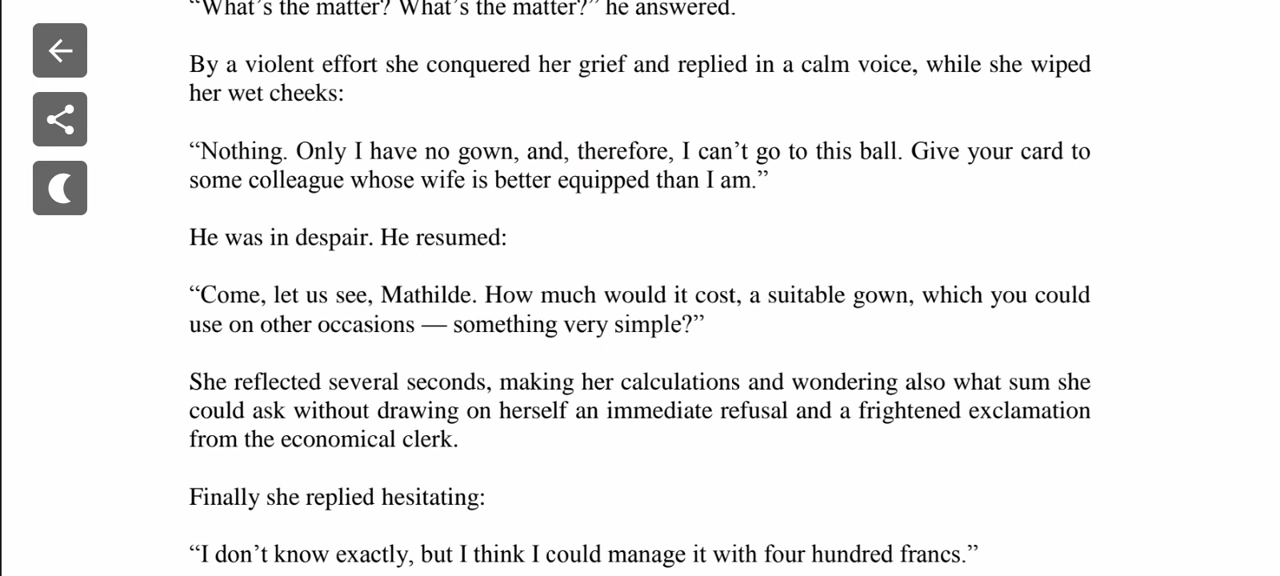 “What’s the matter? What’s the matter?” he answered.
By a violent effort she conquered her grief and replied in a calm voice, while she wiped
her wet cheeks:
“Nothing. Only I have no gown, and, therefore, I can’t go to this ball. Give your card to
some colleague whose wife is better equipped than I am.”
He was in despair. He resumed:
“Come, let us see, Mathilde. How much would it cost, a suitable gown, which you could
use on other occasions — something very simple?”
She reflected several seconds, making her calculations and wondering also what sum she
could ask without drawing on herself an immediate refusal and a frightened exclamation
from the economical clerk.
Finally she replied hesitating:
“I don’t know exactly, but I think I could manage it with four hundred francs.”